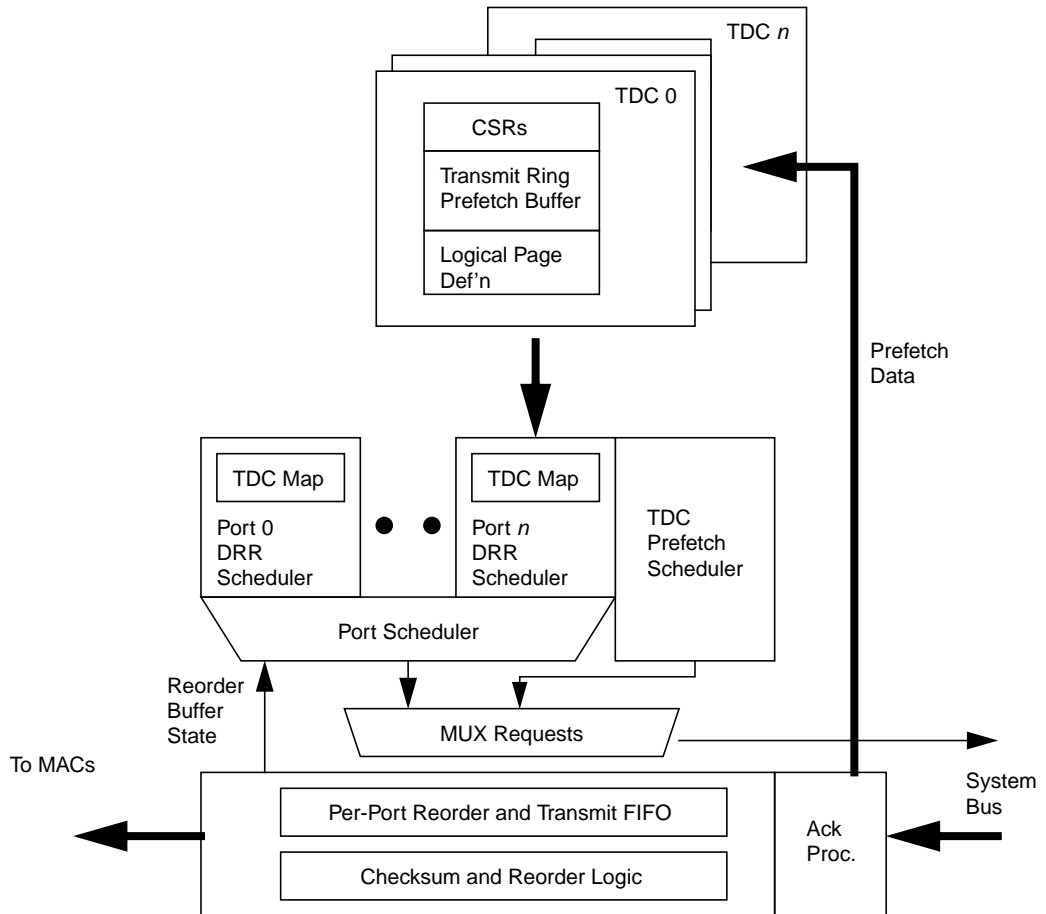 TDC n
TDC 0
CSRs
Transmit Ring
Prefetch Buffer
Logical Page
Def'n
Prefetch
Data
TDC Map
Port 0
DRR
Scheduler
TDC Map
Port n
DRR
Scheduler
TDC
Prefetch
Scheduler
Port Scheduler
Reorder
Buffer
State
MUX Requests
To MACs
System
Bus
Per-Port Reorder and Transmit FIFO
Ack
Proc.
Checksum and Reorder Logic